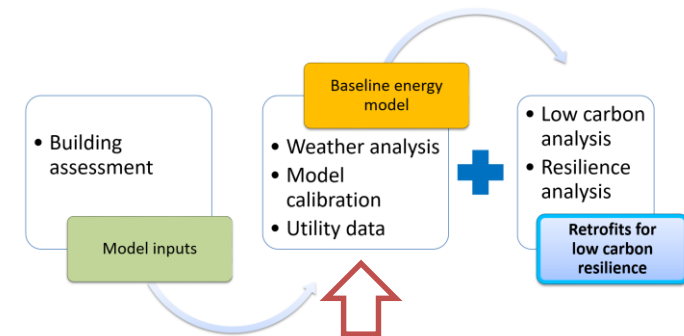 • Building
assessment
Model inputs
Baseline energy
model
• Weather analysis
• Model
calibration
• Utility data
• Low carbon
analysis
• Resilience
analysis
Retrofits for
low carbon
resilience